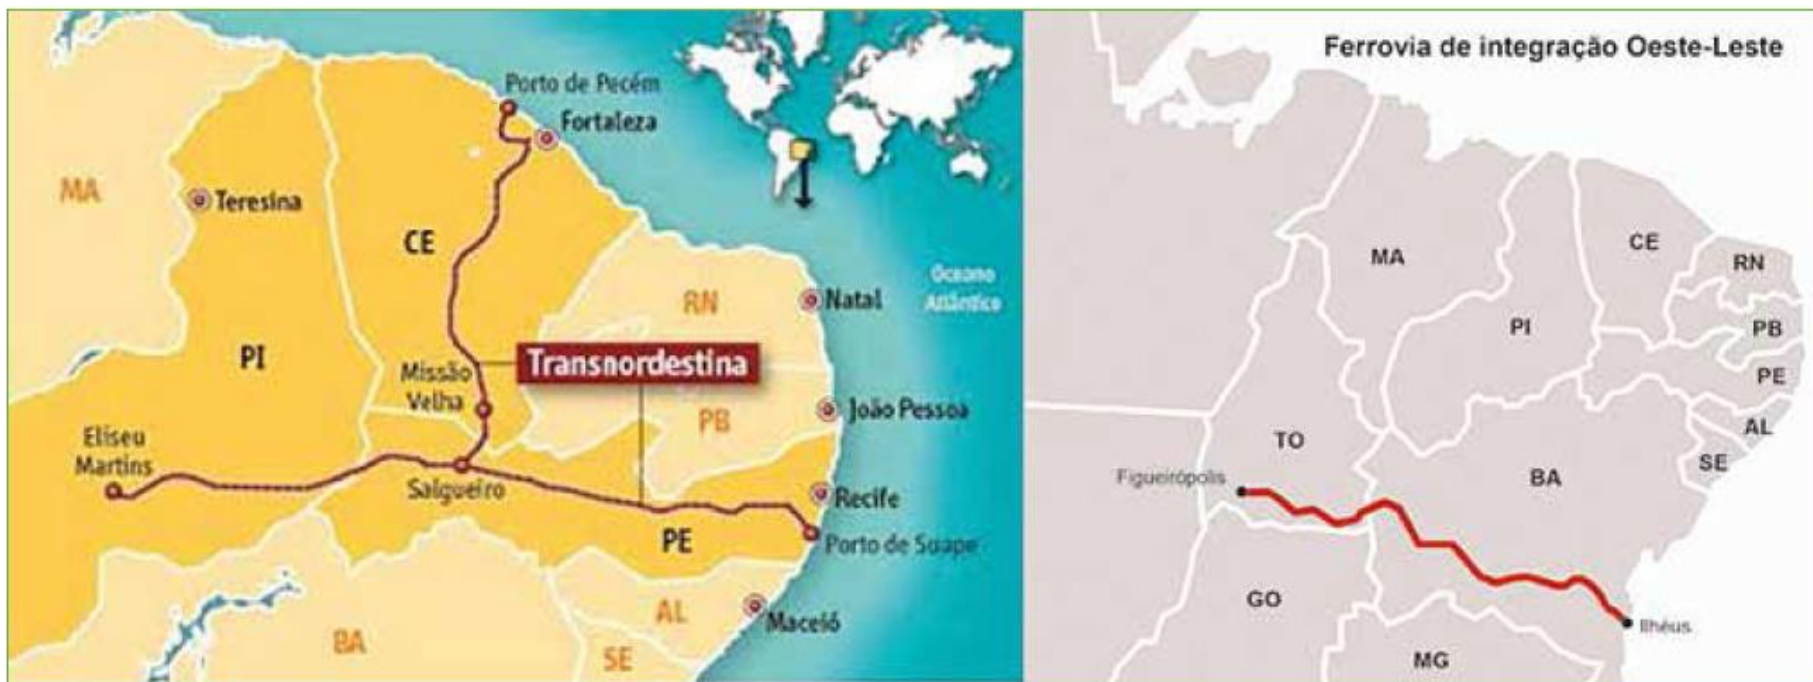 Porto de Pecém
Fortaleza
MA
Teresina
CE
Oceano
Atlântico
RN
Natal
PI
Transnordestina
Missão
Velha
João Pessoa
PB
Eliseu
Martins
Salgueiro
Recife
PE
Porto de Suape
AL
Maceió
BA
SE
Ferrovia de integração Oeste-Leste
CE
MA
RN
PI
PB
PE
AL
TO
SE
Figueirópolis
BA
GO
Ilhéus
MG